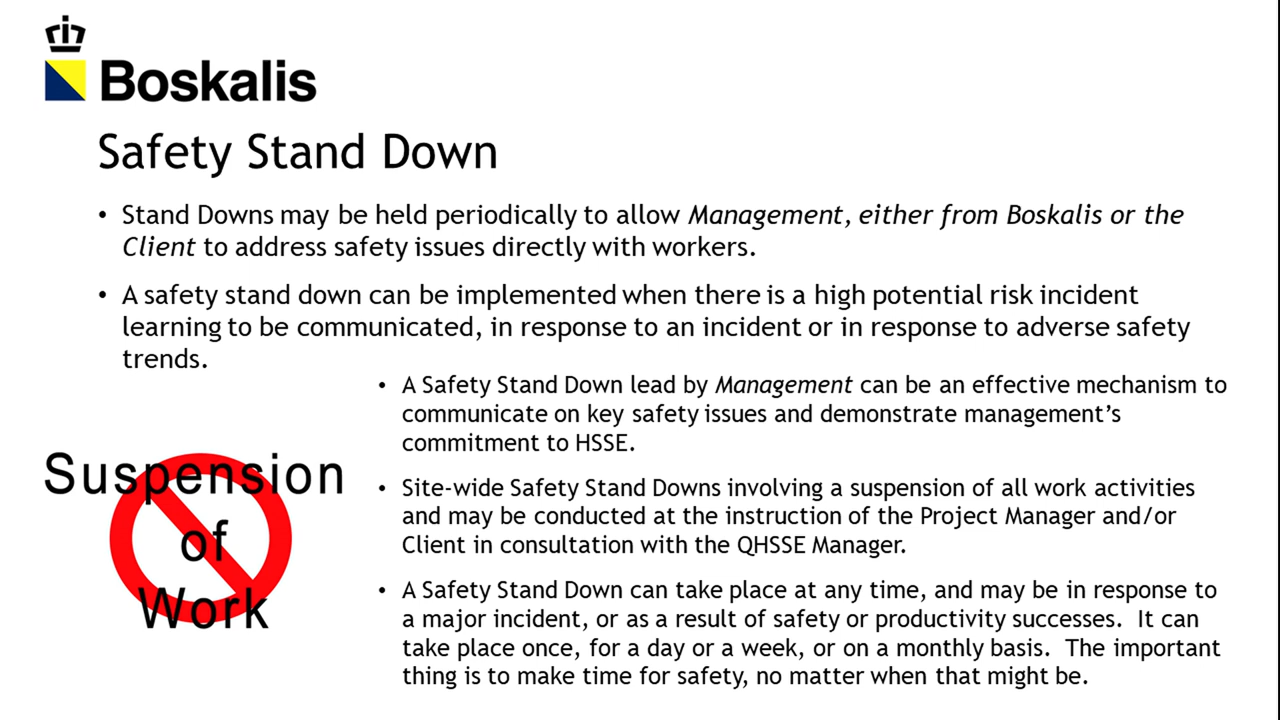 Boskalis
Safety Stand Down
• Stand Downs may be held periodically to allow Management, either from Boskalis or the
Client to address safety issues directly with workers.
• A safety stand down can be implemented when there is a high potential risk incident
learning to be communicated, in response to an incident or in response to adverse safety
trends.
• A Safety Stand Down lead by Management can be an effective mechanism to
communicate on key safety issues and demonstrate management’s
commitment to HSSE.
• Site-wide Safety Stand Downs involving a suspension of all work activities
and may be conducted at the instruction of the Project Manager and/or
Client in consultation with the QHSSE Manager.
• A Safety Stand Down can take place at any time, and may be in response to
a major incident, or as a result of safety or productivity successes.  It can
take place once, for a day or a week, or on a monthly basis.  The important
thing is to make time for safety, no matter when that might be.
Suspension
of
Work